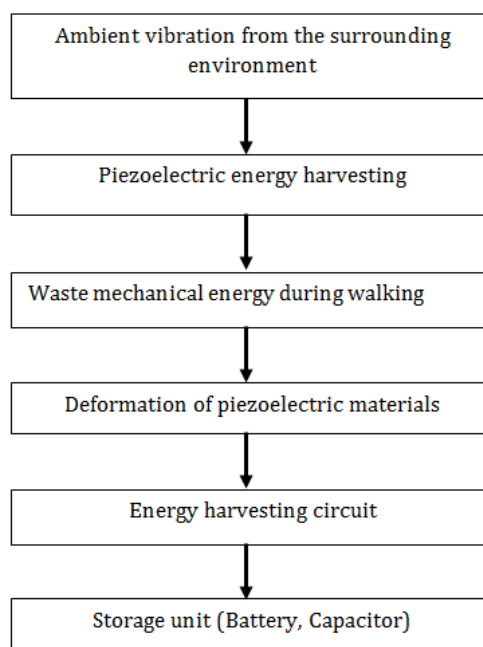 Ambient vibration from the surrounding
environment
Piezoelectric energy harvesting
Waste mechanical energy during walking
Deformation of piezoelectric materials
Energy harvesting circuit
Storage unit (Battery, Capacitor)